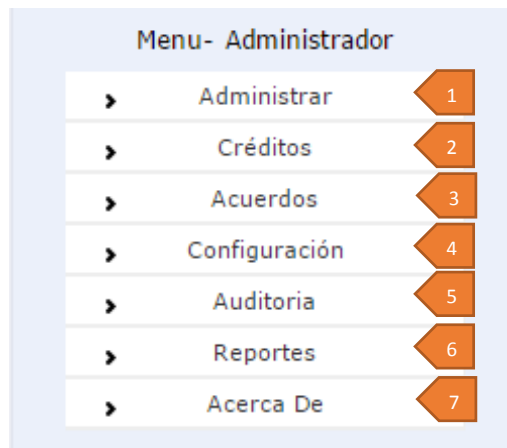 Menu- Administrador
Administrar 1
Créditos 2
Acuerdos 3
Configuración 4
Auditoria 5
Reportes 6
Acerca De 7